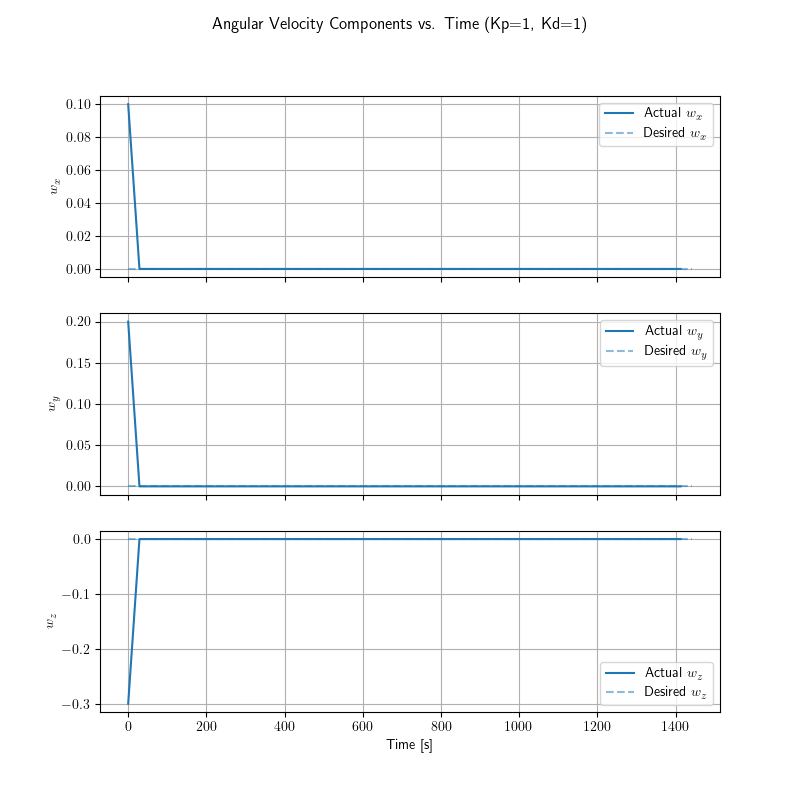 Angular Velocity Components vs. Time (Kp=1, Kd=1)
0.10
0.08
0.06
0.04
0.02
0.00
w_x
Actual w_x
Desired w_x
0.20
0.15
0.10
0.05
0.00
w_y
Actual w_y
Desired w_y
0.0
−0.1
−0.2
−0.3
w_z
Actual w_z
Desired w_z
0 200 400 600 800 1000 1200 1400
Time [s]